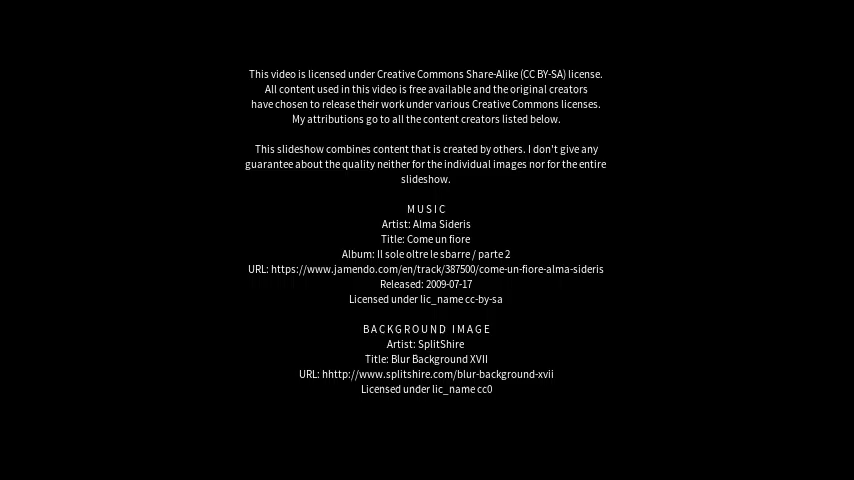 This video is licensed under Creative Commons Share-Alike (CC BY-SA) license.
All content used in this video is free available and the original creators
have chosen to release their work under various Creative Commons licenses.
My attributions go to all the content creators listed below.
This slideshow combines content that is created by others. I don't give any
guarantee about the quality neither for the individual images nor for the entire
slideshow.
MUSIC
Artist: Alma Sideris
Title: Come un fiore
Album: Il sole oltre le sbarre / parte 2
URL: https://www.jamendo.com/en/track/387500/come-un-fiore-alma-sideris
Released: 2009-07-17
Licensed under lic_name cc-by-sa
BACKGROUND IMAGE
Artist: SplitShire
Title: Blur Background XVII
URL: hhttp://www.splitshire.com/blur-background-xvii
Licensed under lic_name cc0